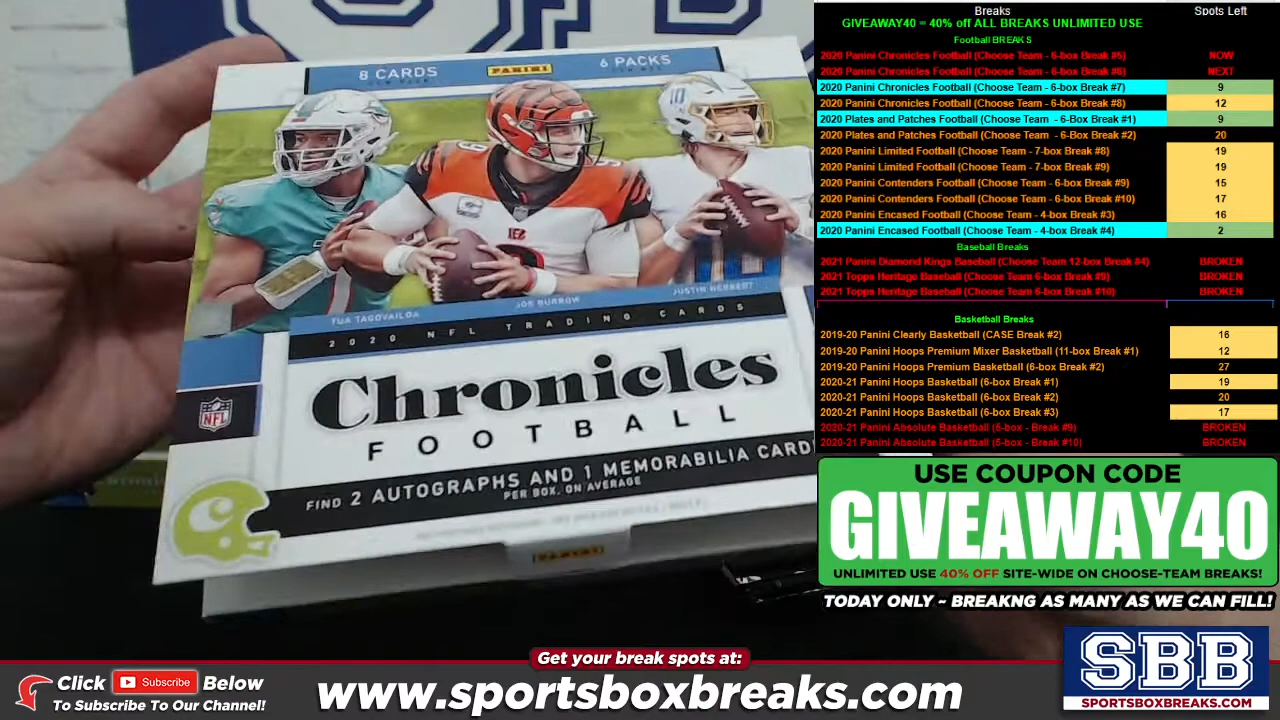 8 CARDS
PANINI
6 PACKS
TUA TAGOVAILOA
JOE BURROW
JUSTIN HERBERT
2020 NFL TRADING CARDS
Chronicles
FOOTBALL
NFL
FIND 2 AUTOGRAPHS AND 1 MEMORABILIA CARD
PER BOX, ON AVERAGE
PANINI
Breaks Spots Left
GIVEAWAY40 = 40% off ALL BREAKS UNLIMITED USE
Football BREAKS
2020 Panini Chronicles Football (Choose Team - 6-box Break #5) NOW
2020 Panini Chronicles Football (Choose Team - 6-box Break #6) NEXT
2020 Panini Chronicles Football (Choose Team - 6-box Break #7) 9
2020 Panini Chronicles Football (Choose Team - 6-box Break #8) 12
2020 Plates and Patches Football (Choose Team - 6-Box Break #1) 9
2020 Plates and Patches Football (Choose Team - 6-Box Break #2) 20
2020 Panini Limited Football (Choose Team - 7-box Break #8) 19
2020 Panini Limited Football (Choose Team - 7-box Break #9) 19
2020 Panini Contenders Football (Choose Team - 6-box Break #9) 15
2020 Panini Contenders Football (Choose Team - 6-box Break #10) 17
2020 Panini Encased Football (Choose Team - 4-box Break #3) 16
2020 Panini Encased Football (Choose Team - 4-box Break #4) 2
Baseball Breaks
2021 Panini Diamond Kings Baseball (Choose Team 12-box Break #4) BROKEN
2021 Topps Heritage Baseball (Choose Team 6-box Break #9) BROKEN
2021 Topps Heritage Baseball (Choose Team 6-box Break #10) BROKEN
Basketball Breaks
2019-20 Panini Clearly Basketball (CASE Break #2) 16
2019-20 Panini Hoops Premium Mixer Basketball (11-box Break #1) 12
2019-20 Panini Hoops Premium Basketball (6-box Break #2) 27
2020-21 Panini Hoops Basketball (6-box Break #1) 19
2020-21 Panini Hoops Basketball (6-box Break #2) 20
2020-21 Panini Hoops Basketball (6-box Break #3) 17
2020-21 Panini Absolute Basketball (5-box - Break #9) BROKEN
2020-21 Panini Absolute Basketball (5-box - Break #10) BROKEN
USE COUPON CODE
GIVEAWAY40
UNLIMITED USE 40% OFF SITE-WIDE ON CHOOSE-TEAM BREAKS!
TODAY ONLY ~ BREAKNG AS MANY AS WE CAN FILL!
SBB
SPORTSBOXBREAKS.COM
Get your break spots at:
www.sportsboxbreaks.com
Click Subscribe Below
To Subscribe To Our Channel!